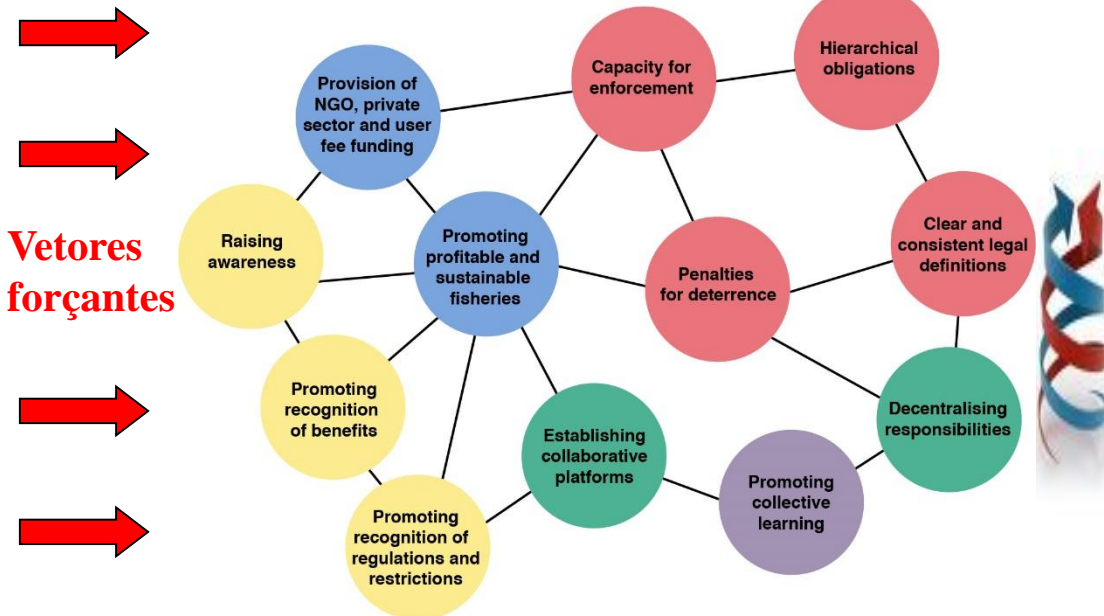 Provision of
NGO, private
sector and user
fee funding
Capacity for
enforcement
Hierarchical
obligations
Vetores
forçantes
Raising
awareness
Promoting
profitable and
sustainable
fisheries
Penalties
for deterrence
Clear and
consistent legal
definitions
Promoting
recognition
of benefits
Establishing
collaborative
platforms
Decentralising
responsibilities
Promoting
collective
learning
Promoting
recognition of
regulations and
restrictions